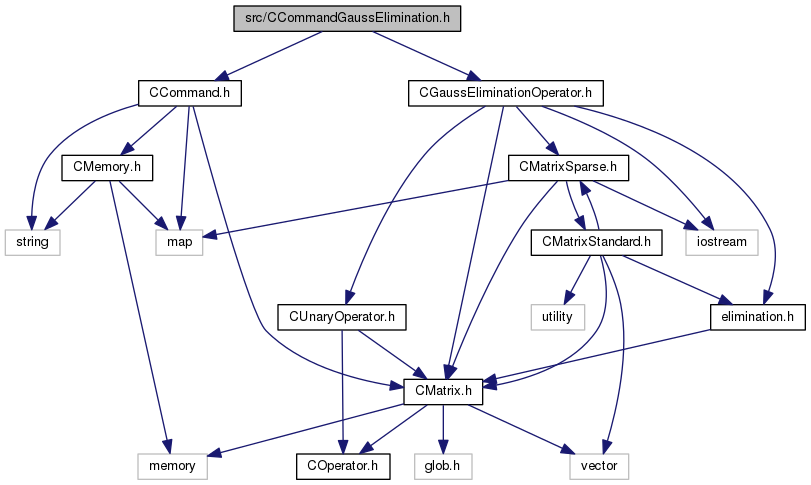 src/CCommandGaussElimination.h
CCommand.h
CGaussEliminationOperator.h
CMemory.h
CMatrixSparse.h
string
map
CMatrixStandard.h
iostream
CUnaryOperator.h
utility
elimination.h
CMatrix.h
memory
COperator.h
glob.h
vector